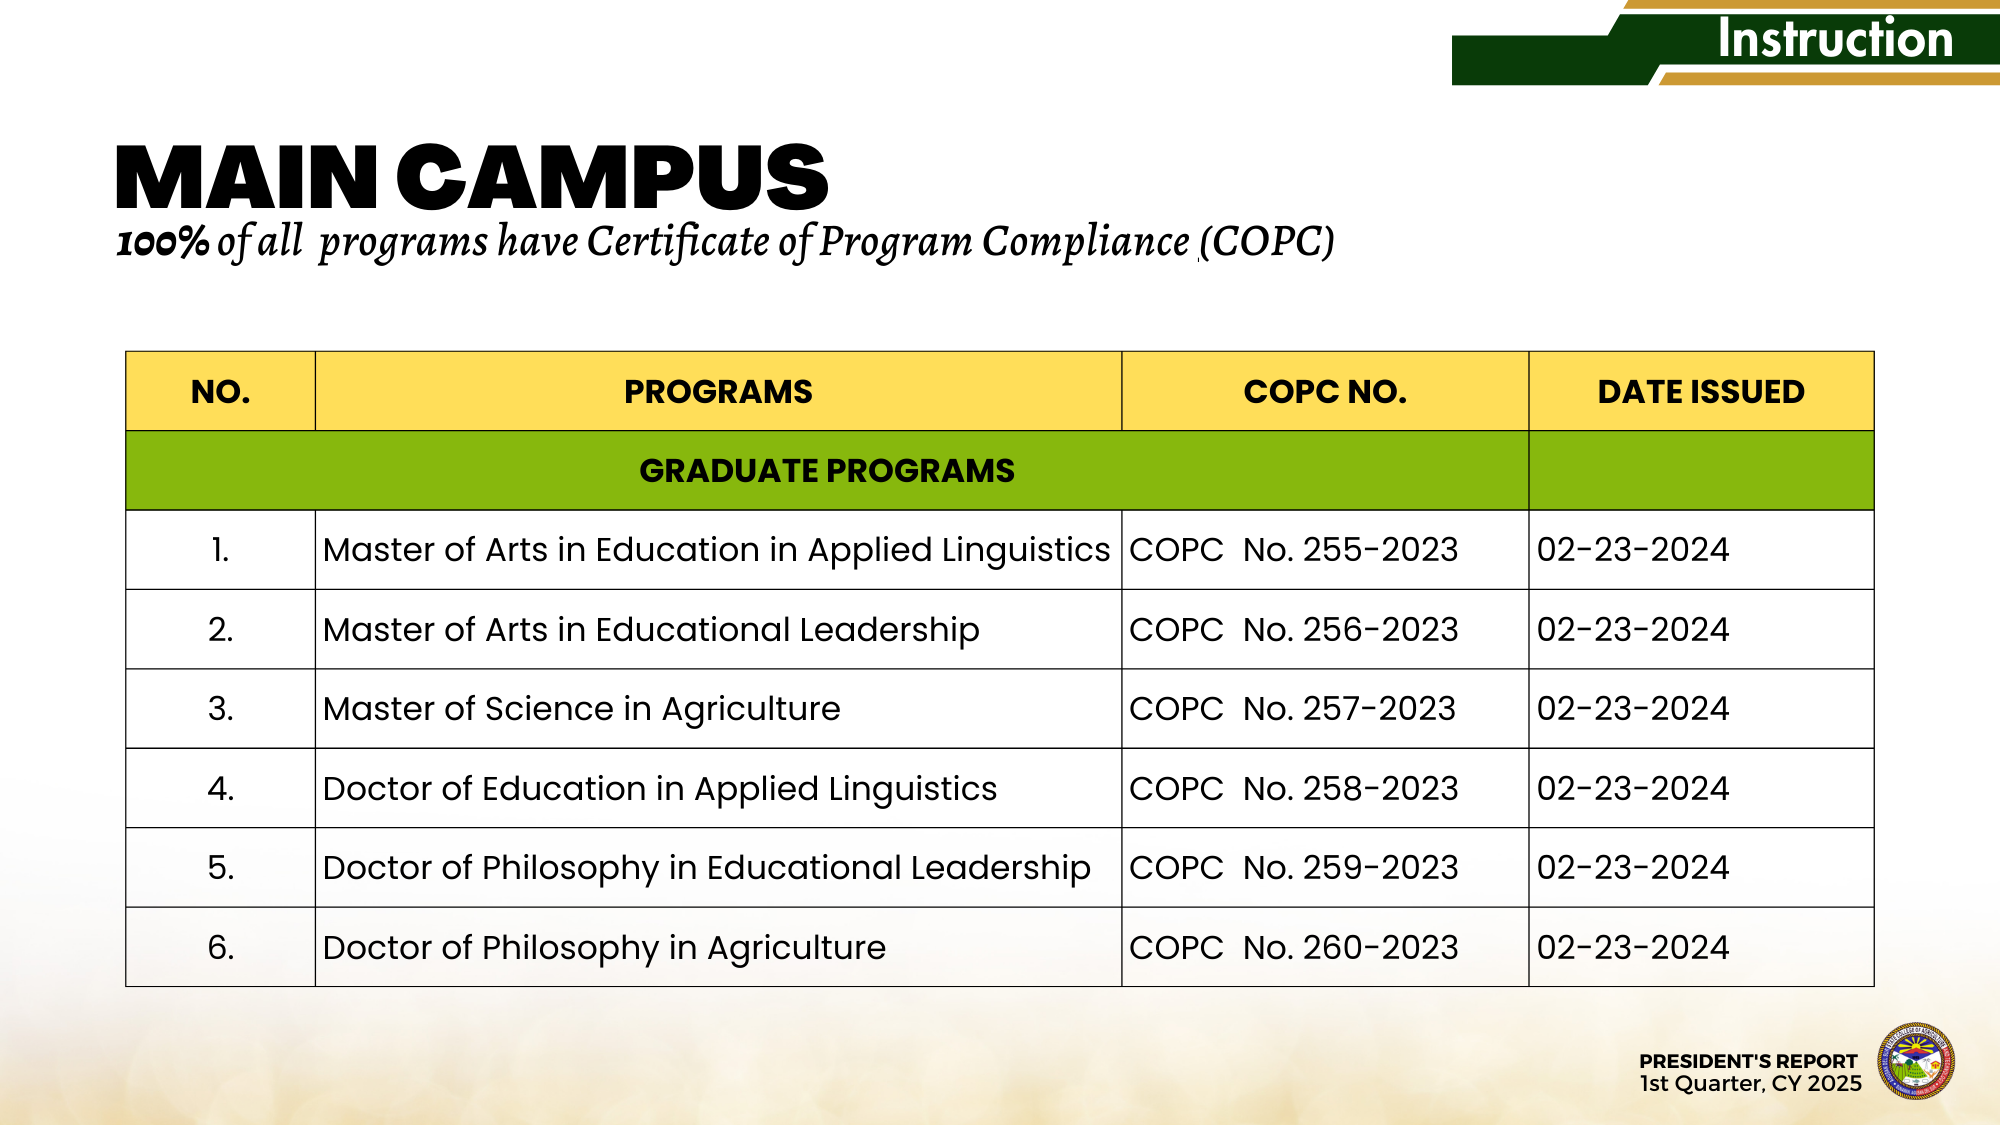 Instruction
MAIN CAMPUS
100% of all programs have Certificate of Program Compliance (COPC)
NO. PROGRAMS COPC NO. DATE ISSUED
GRADUATE PROGRAMS
1. Master of Arts in Education in Applied Linguistics COPC No. 255-2023 02-23-2024
2. Master of Arts in Educational Leadership COPC No. 256-2023 02-23-2024
3. Master of Science in Agriculture COPC No. 257-2023 02-23-2024
4. Doctor of Education in Applied Linguistics COPC No. 258-2023 02-23-2024
5. Doctor of Philosophy in Educational Leadership COPC No. 259-2023 02-23-2024
6. Doctor of Philosophy in Agriculture COPC No. 260-2023 02-23-2024
PRESIDENT'S REPORT
1st Quarter, CY 2025